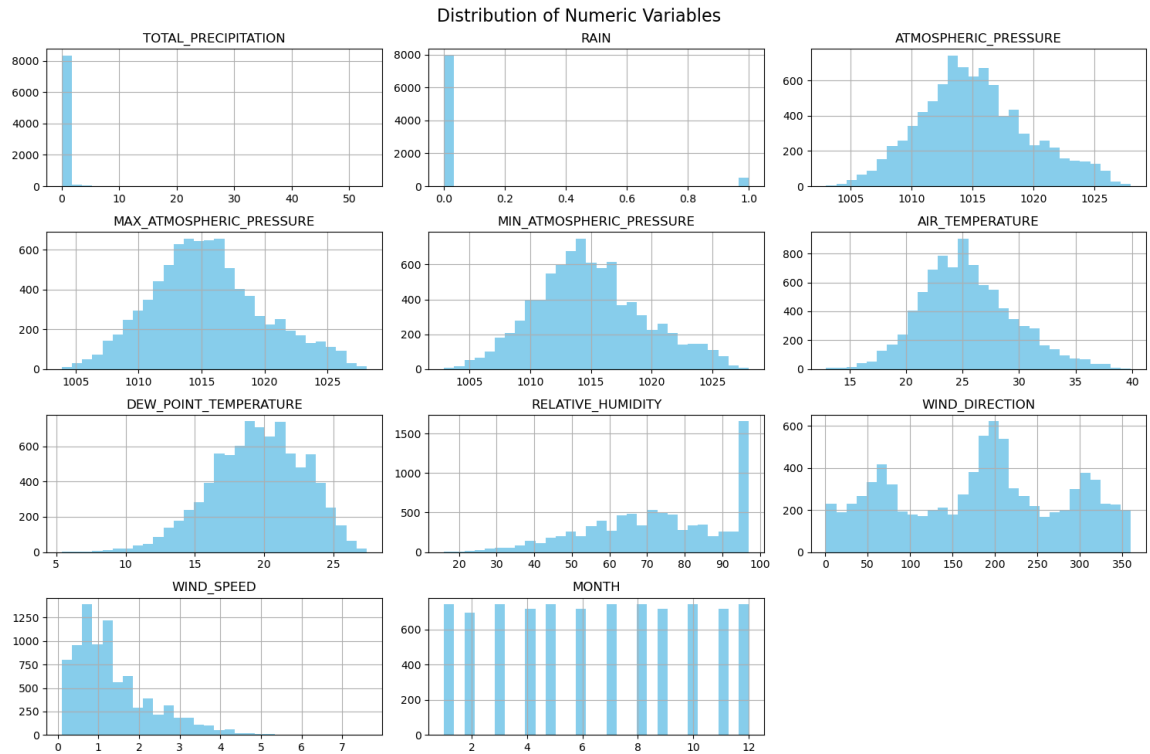 Distribution of Numeric Variables
TOTAL_PRECIPITATION
8000
6000
4000
2000
0
0 10 20 30 40 50
RAIN
8000
6000
4000
2000
0
0.0 0.2 0.4 0.6 0.8 1.0
ATMOSPHERIC_PRESSURE
600
400
200
0
1005 1010 1015 1020 1025
MAX_ATMOSPHERIC_PRESSURE
600
400
200
0
1005 1010 1015 1020 1025
MIN_ATMOSPHERIC_PRESSURE
600
400
200
0
1005 1010 1015 1020 1025
AIR_TEMPERATURE
800
600
400
200
0
15 20 25 30 35 40
DEW_POINT_TEMPERATURE
600
400
200
0
5 10 15 20 25
RELATIVE_HUMIDITY
1500
1000
500
0
20 30 40 50 60 70 80 90 100
WIND_DIRECTION
600
400
200
0
0 50 100 150 200 250 300 350
WIND_SPEED
1250
1000
750
500
250
0
0 1 2 3 4 5 6 7
MONTH
600
400
200
0
2 4 6 8 10 12